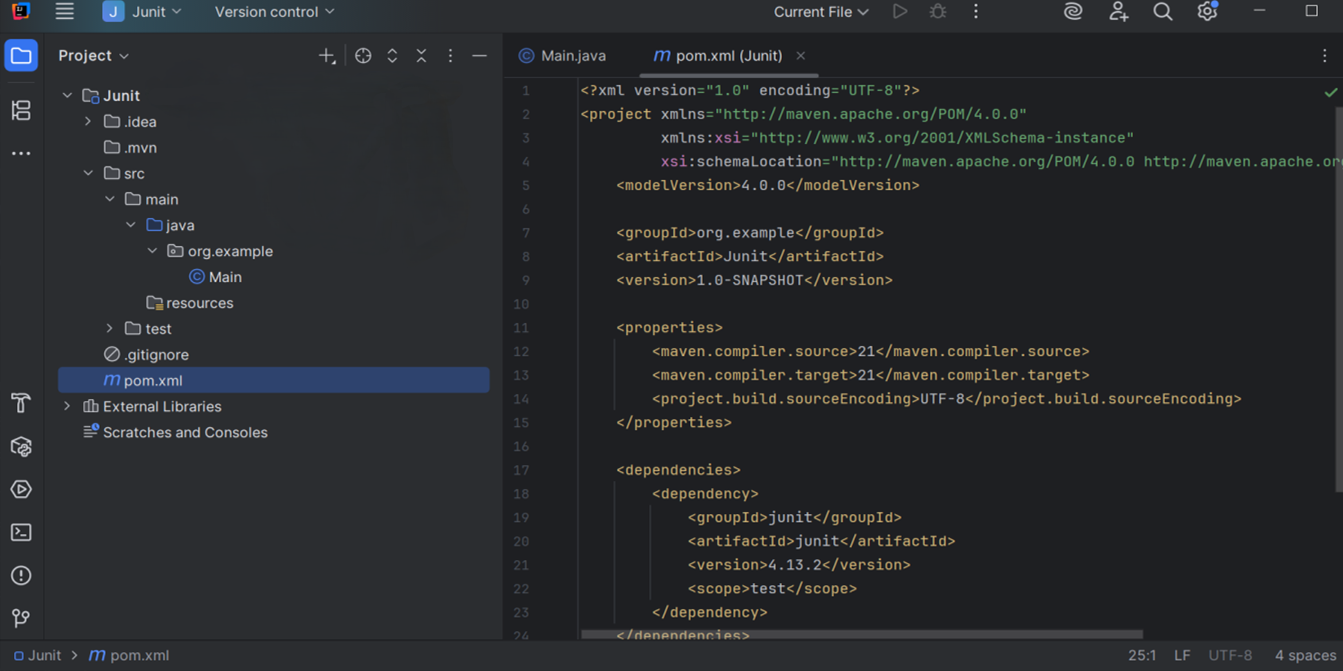 J Junit Version control Current File
Project
Main.java
pom.xml (Junit)
Junit
.idea
.mvn
src
main
java
org.example
Main
resources
test
.gitignore
pom.xml
External Libraries
Scratches and Consoles
1 <?xml version="1.0" encoding="UTF-8"?>
2 <project xmlns="http://maven.apache.org/POM/4.0.0"
3 xmlns:xsi="http://www.w3.org/2001/XMLSchema-instance"
4 xsi:schemaLocation="http://maven.apache.org/POM/4.0.0 http://maven.apache.or
5 <modelVersion>4.0.0</modelVersion>
6
7 <groupId>org.example</groupId>
8 <artifactId>Junit</artifactId>
9 <version>1.0-SNAPSHOT</version>
10
11 <properties>
12 <maven.compiler.source>21</maven.compiler.source>
13 <maven.compiler.target>21</maven.compiler.target>
14 <project.build.sourceEncoding>UTF-8</project.build.sourceEncoding>
15 </properties>
16
17 <dependencies>
18 <dependency>
19 <groupId>junit</groupId>
20 <artifactId>junit</artifactId>
21 <version>4.13.2</version>
22 <scope>test</scope>
23 </dependency>
24 </dependencies>
Junit > pom.xml 25:1 LF UTF-8 4 spaces